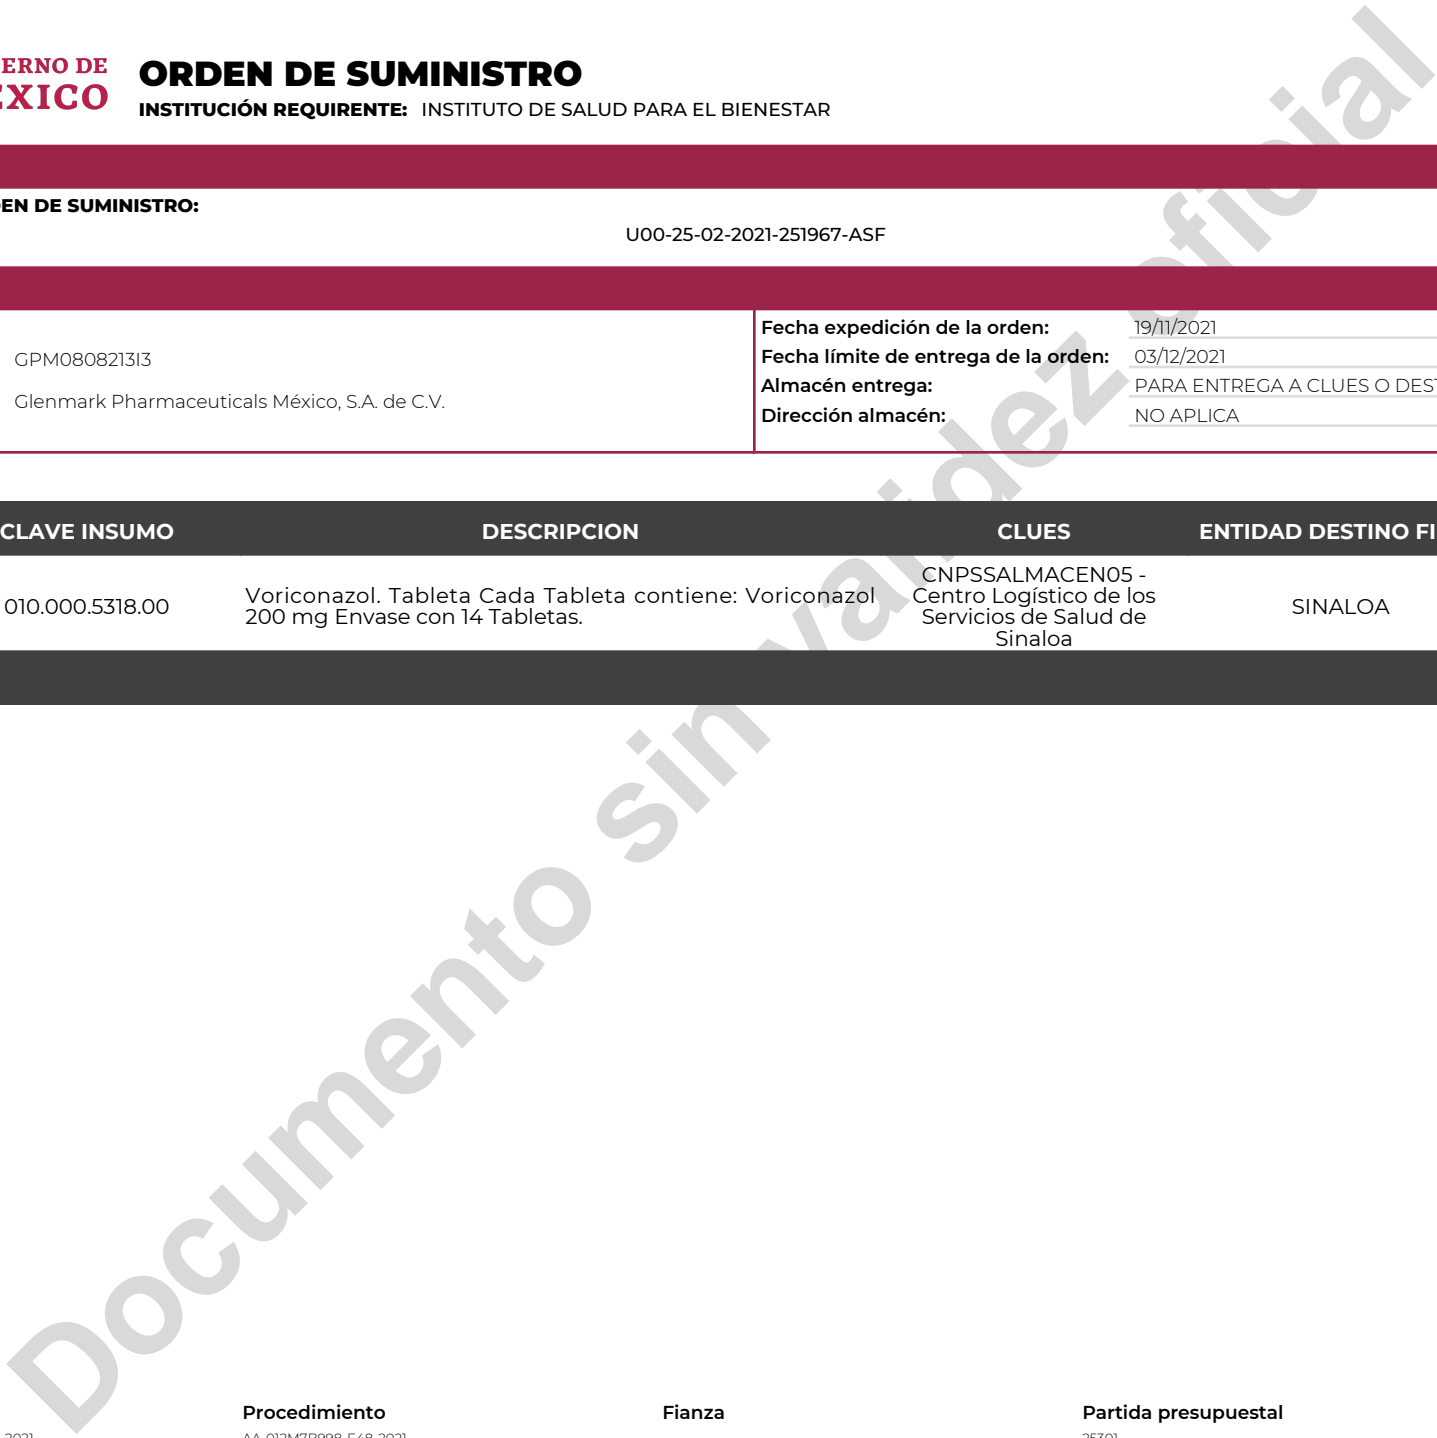 ERNO DE
ÉXICO
ORDEN DE SUMINISTRO
INSTITUCIÓN REQUIRENTE: INSTITUTO DE SALUD PARA EL BIENESTAR
EN DE SUMINISTRO:
U00-25-02-2021-251967-ASF
GPM0808213I3
Glenmark Pharmaceuticals México, S.A. de C.V.
Fecha expedición de la orden: 19/11/2021
Fecha límite de entrega de la orden: 03/12/2021
Almacén entrega: PARA ENTREGA A CLUES O DEST
Dirección almacén: NO APLICA
CLAVE INSUMO DESCRIPCION CLUES ENTIDAD DESTINO FI
010.000.5318.00
Voriconazol. Tableta Cada Tableta contiene: Voriconazol
200 mg Envase con 14 Tabletas.
CNPSSALMACEN05 -
Centro Logístico de los
Servicios de Salud de
Sinaloa
SINALOA
Documento sin validez oficial
Procedimiento Fianza Partida presupuestal